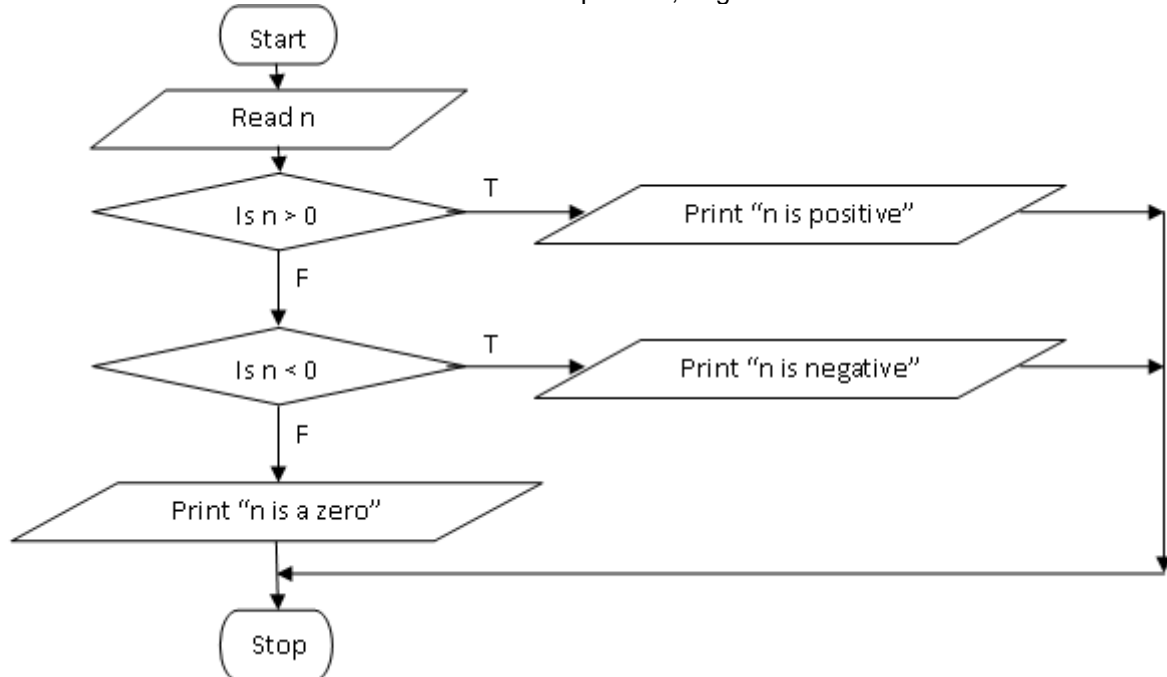 Start
Read n
Is n > 0
T
Print “n is positive”
F
Is n < 0
T
Print “n is negative”
F
Print “n is a zero”
Stop